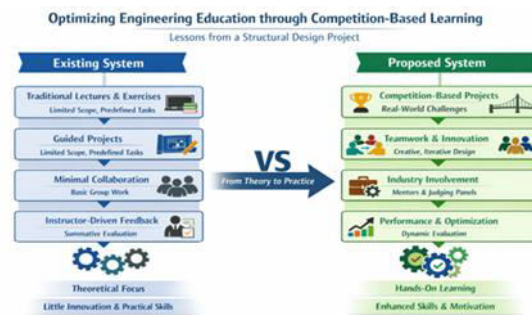 Optimizing Engineering Education through Competition-Based Learning
Lessons from a Structural Design Project
Existing System
Traditional Lectures & Exercises
Limited Scope, Predefined Tasks
Guided Projects
Limited Scope, Predefined Tasks
Minimal Collaboration
Basic Group Work
Instructor-Driven Feedback
Summative Evaluation
Theoretical Focus
Little Innovation & Practical Skills
VS
From Theory to Practice
Proposed System
Competition-Based Projects
Real-World Challenges
Teamwork & Innovation
Creative, Iterative Design
Industry Involvement
Mentors & Judging Panels
Performance & Optimization
Dynamic Evaluation
Hands-On Learning
Enhanced Skills & Motivation